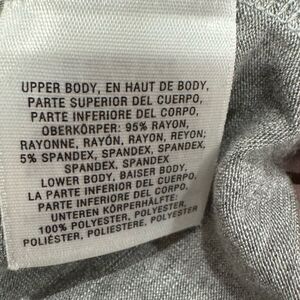 UPPER BODY, EN HAUT DE BODY,
PARTE SUPERIOR DEL CUERPO,
PARTE INFERIORE DEL CORPO,
OBERKÖRPER: 95% RAYON,
RAYONNE, RAYÓN, RAYON, REYON;
5% SPANDEX, SPANDEX, SPANDEX,
SPANDEX, SPANDEX
LOWER BODY, BAISER BODY,
LA PARTE INFERIOR DEL CUERPO,
PARTE INFERIORE DEL CORPO,
UNTEREN KÖRPERHÄLFTE:
100% POLYESTER, POLYESTER,
POLIÉSTER, POLIESTERE, POLYESTER